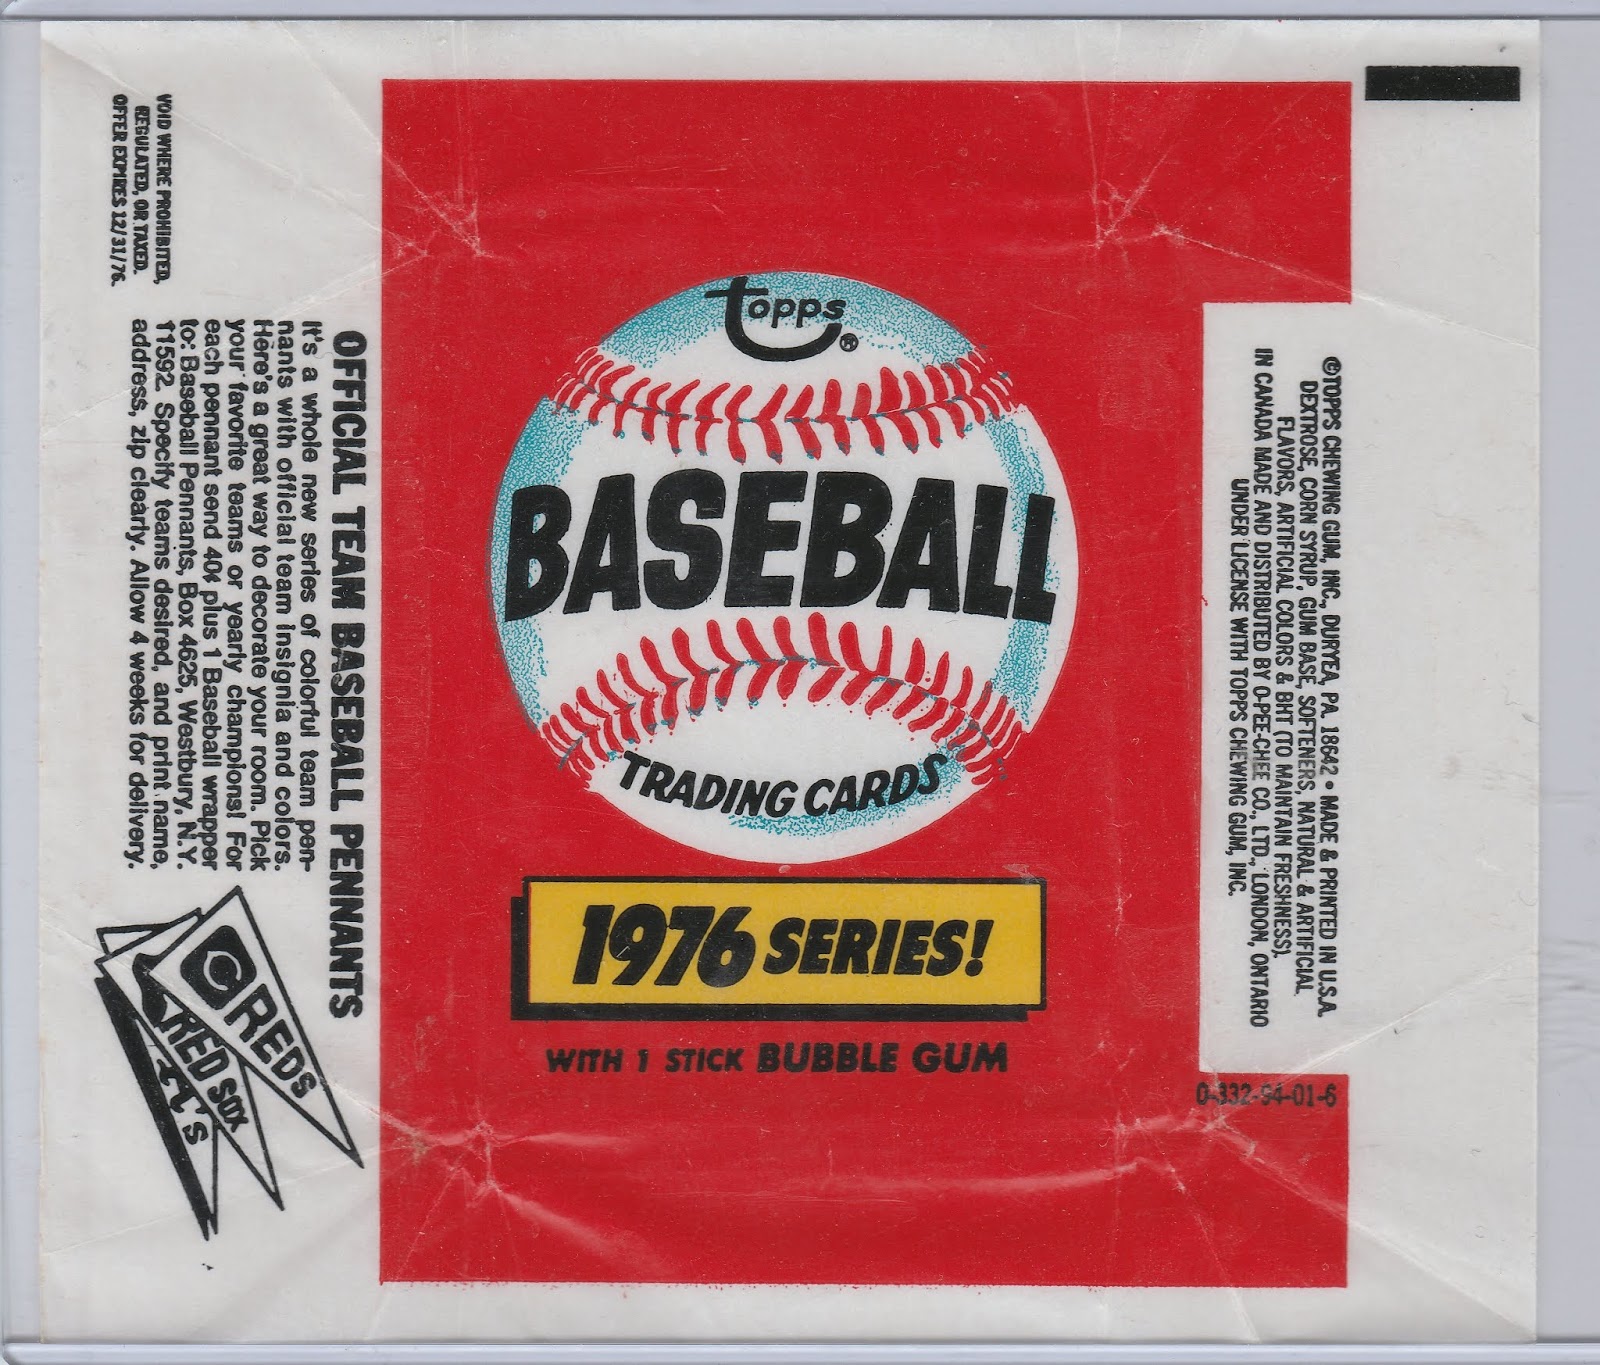 VOID WHERE PROHIBITED,
REGULATED, OR TAXED.
OFFER EXPIRES 12/31/76.
OFFICIAL TEAM BASEBALL PENNANTS
It's a whole new series of colorful team pen-
nants with official team insignia and colors.
Here's a great way to decorate your room. Pick
your favorite teams or yearly champions! For
each pennant send 40¢ plus 1 Baseball wrapper
to: Baseball Pennants, Box 4625, Westbury, N.Y.
11592. Specify teams desired, and print name,
address, zip clearly. Allow 4 weeks for delivery.
C REDS
RED SOX
A's
topps®
BASEBALL
TRADING CARDS
1976 SERIES!
WITH 1 STICK BUBBLE GUM
©TOPPS CHEWING GUM, INC., DURYEA, PA. 18642 • MADE & PRINTED IN U.S.A.
DEXTROSE, CORN SYRUP, GUM BASE, SOFTENERS, NATURAL & ARTIFICIAL
FLAVORS, ARTIFICIAL COLORS & BHT (TO MAINTAIN FRESHNESS).
IN CANADA MADE AND DISTRIBUTED BY O-PEE-CHEE CO., LTD., LONDON, ONTARIO
UNDER LICENSE WITH TOPPS CHEWING GUM, INC.
0-332-94-01-6